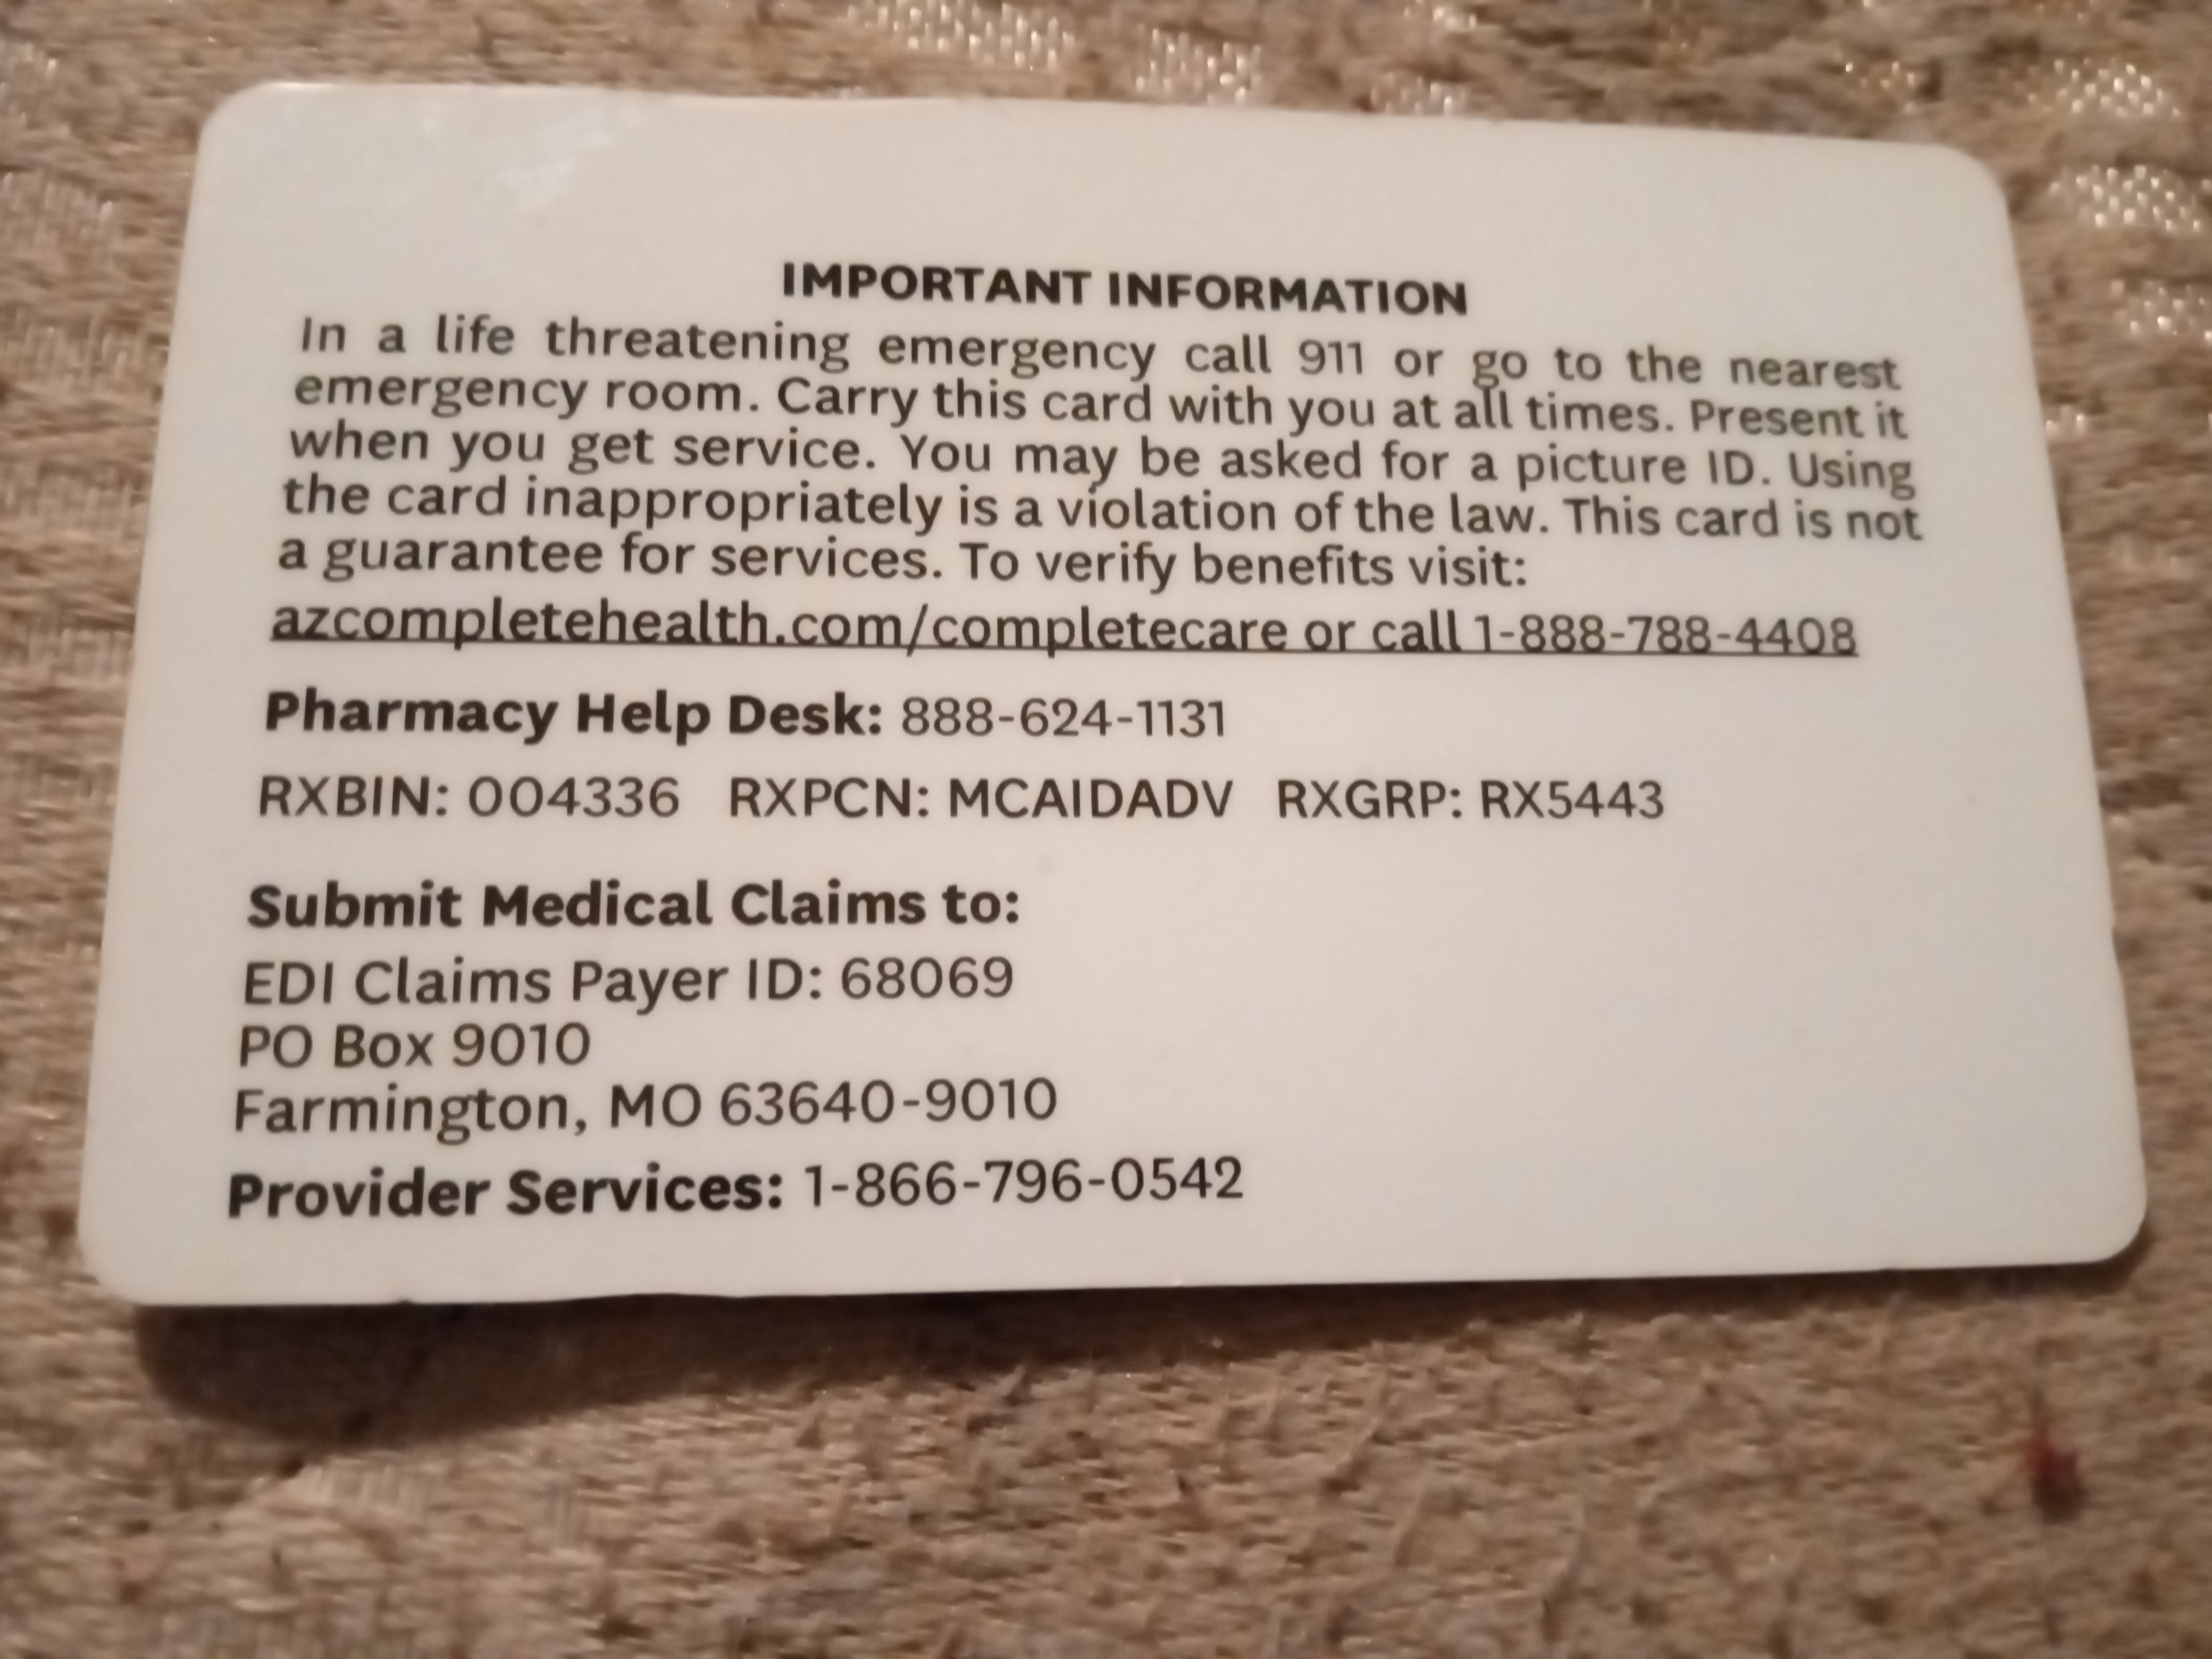 IMPORTANT INFORMATION
In a life threatening emergency call 911 or go to the nearest
emergency room. Carry this card with you at all times. Present it
when you get service. You may be asked for a picture ID. Using
the card inappropriately is a violation of the law. This card is not
a guarantee for services. To verify benefits visit:
azcompletehealth.com/completecare or call 1-888-788-4408
Pharmacy Help Desk: 888-624-1131
RXBIN: 004336 RXPCN: MCAIDADV RXGRP: RX5443
Submit Medical Claims to:
EDI Claims Payer ID: 68069
PO Box 9010
Farmington, MO 63640-9010
Provider Services: 1-866-796-0542